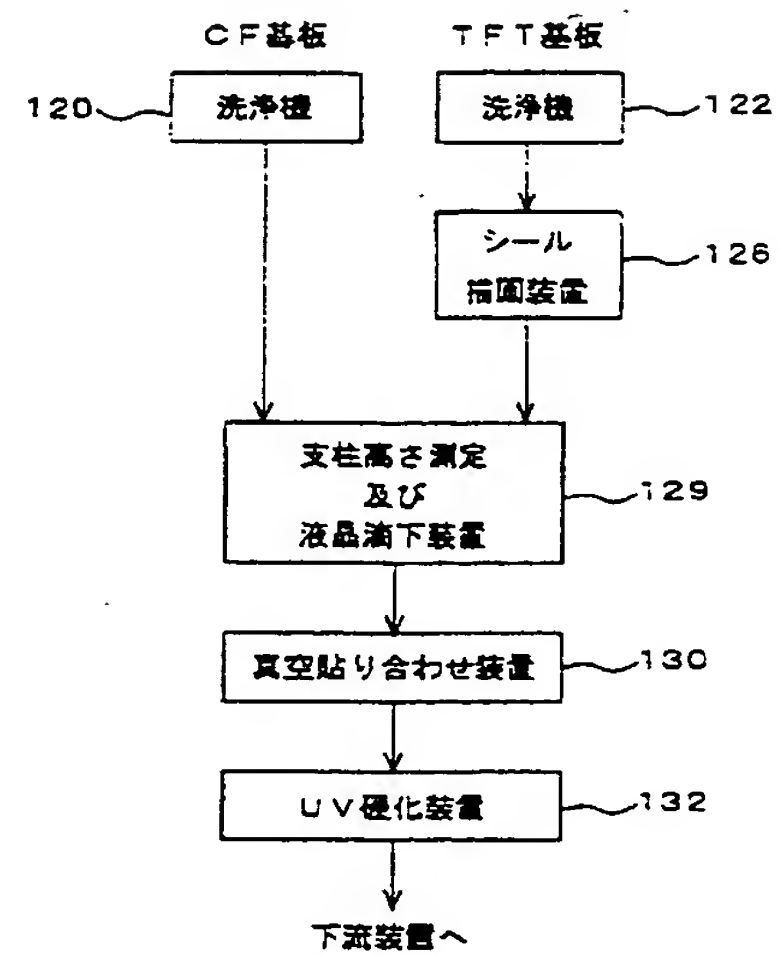 CF基板 TFT基板
120 洗浄機 洗浄機 122
シール
描画装置
126
支柱高さ測定
及び
液晶滴下装置
129
真空貼り合わせ装置 130
UV硬化装置 132
下流装置へ